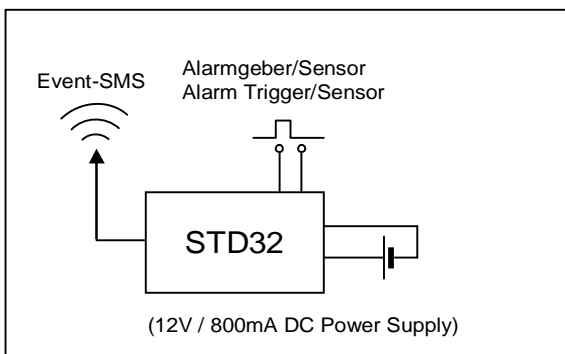 Alarmgeber/Sensor
Event-SMS
Alarm Trigger/Sensor
STD32
(12V / 800mA DC Power Supply)